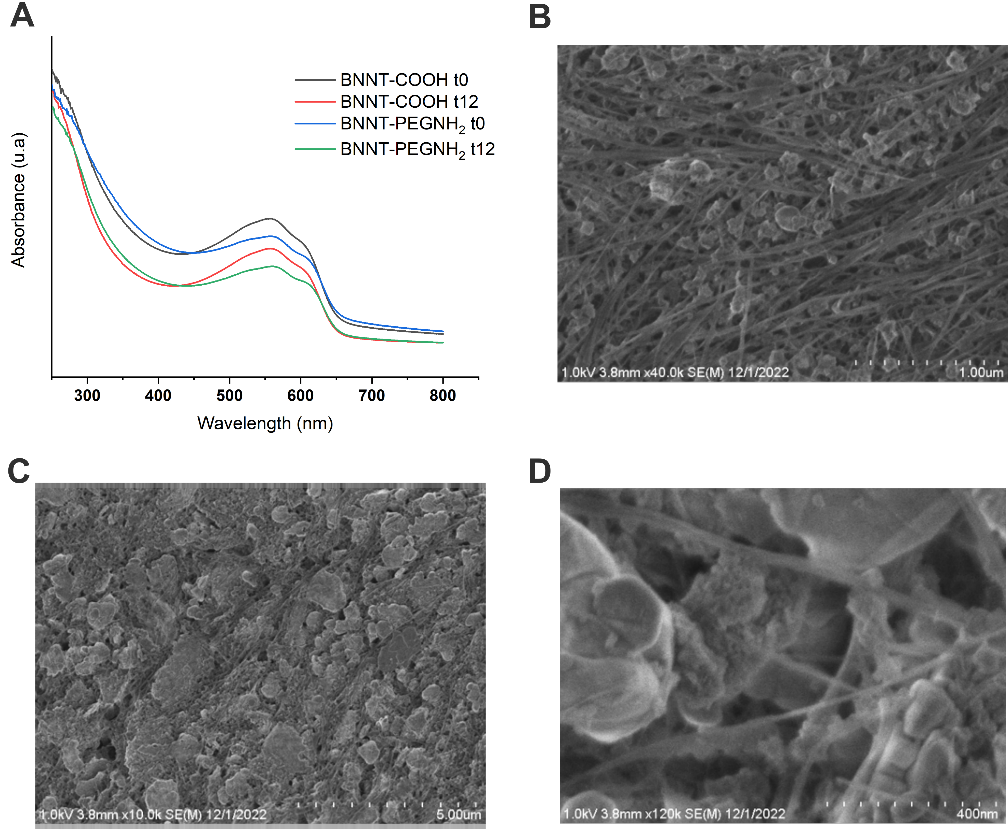 A
BNNT-COOH t0
BNNT-COOH t12
BNNT-PEGNH₂ t0
BNNT-PEGNH₂ t12
Absorbance (u.a)
300 400 500 600 700 800
Wavelength (nm)
B
1.0kV 3.8mm x40.0k SE(M) 12/1/2022 1.00um
C
1.0kV 3.8mm x10.0k SE(M) 12/1/2022 5.00um
D
1.0kV 3.8mm x120k SE(M) 12/1/2022 400nm